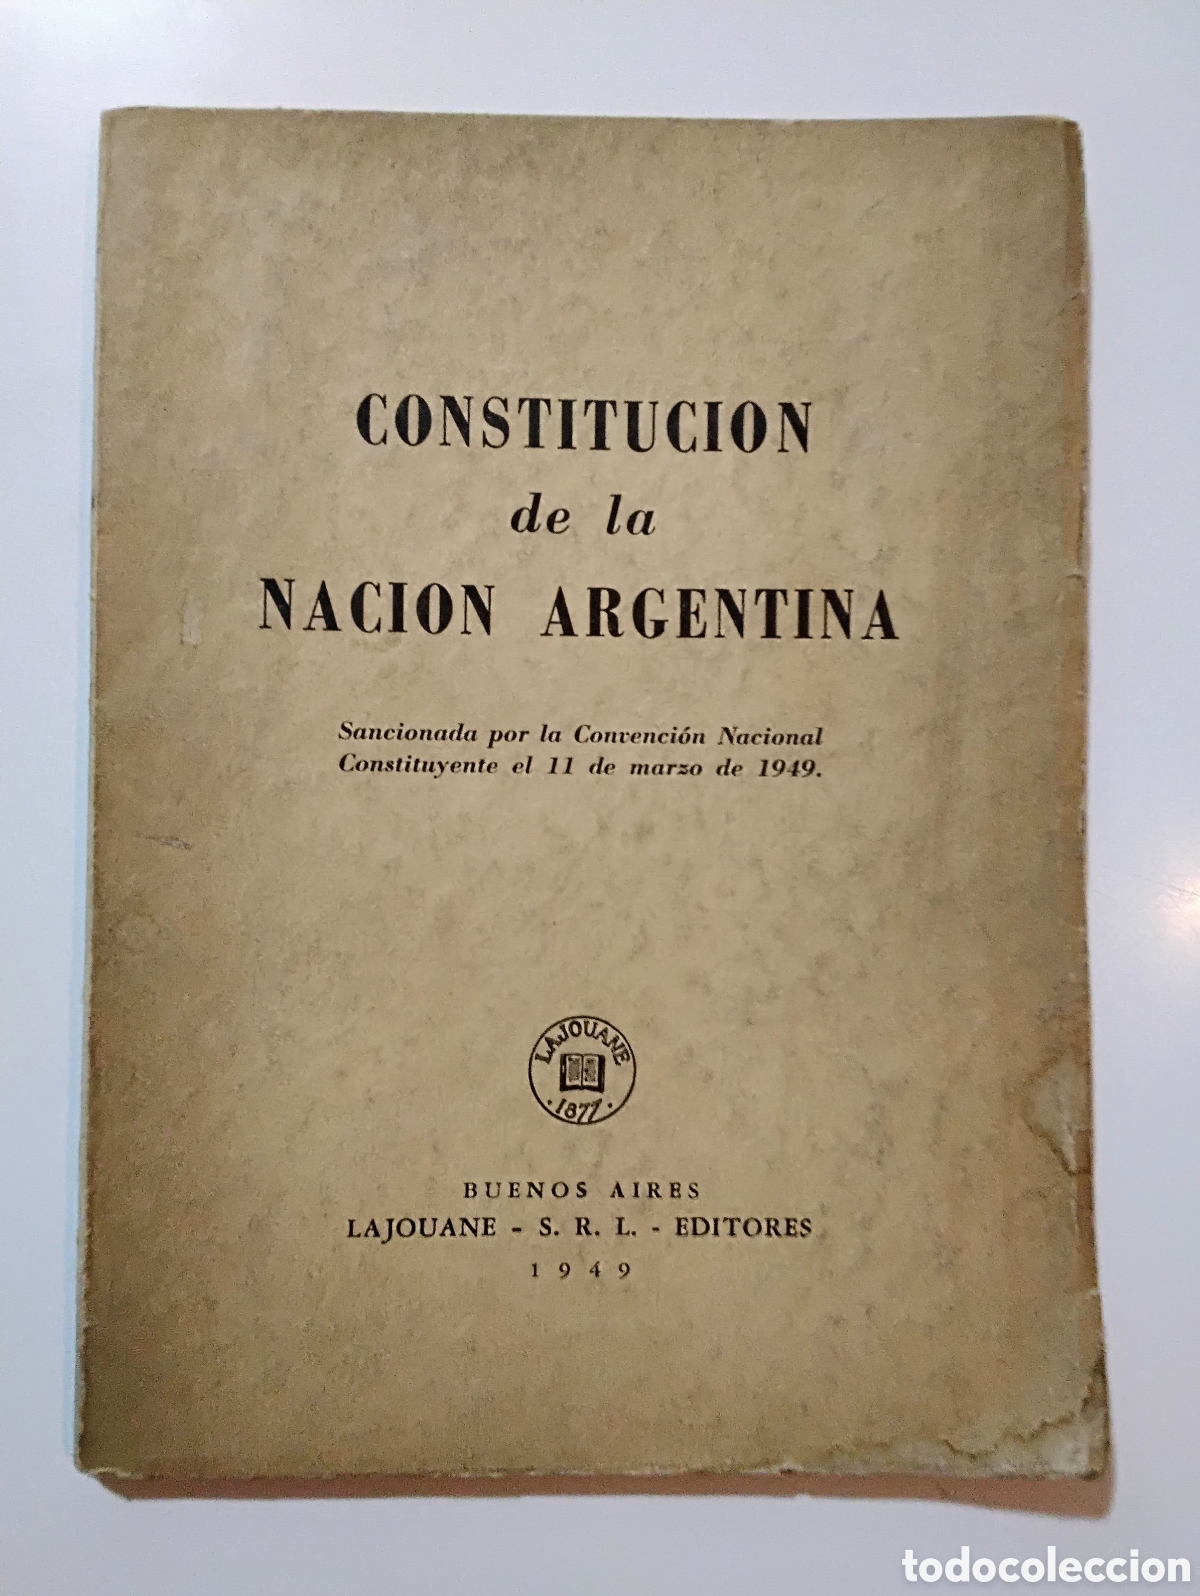 CONSTITUCION
de la
NACION ARGENTINA
Sancionada por la Convención Nacional
Constituyente el 11 de marzo de 1949.
LAJOUANE
· 1877 ·
BUENOS AIRES
LAJOUANE - S. R. L. - EDITORES
1949
todocoleccion